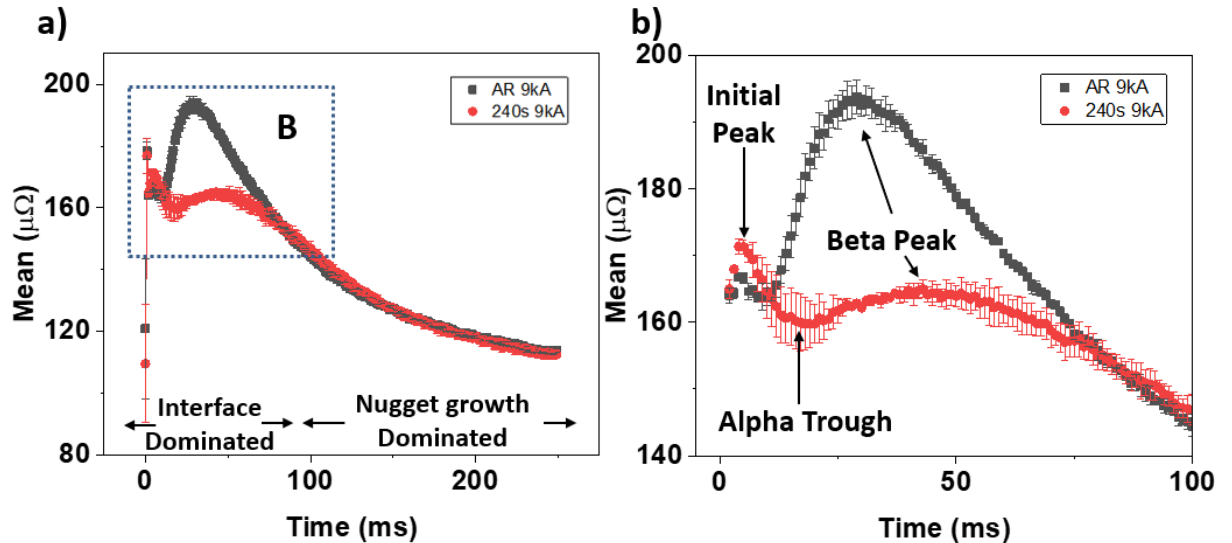 a)
200
160
120
80
Mean (µΩ)
AR 9kA
240s 9kA
B
Interface
Dominated
Nugget growth
Dominated
0
100
200
Time (ms)
b)
200
180
160
140
Mean (µΩ)
AR 9kA
240s 9kA
Initial
Peak
Beta Peak
Alpha Trough
0
50
100
Time (ms)